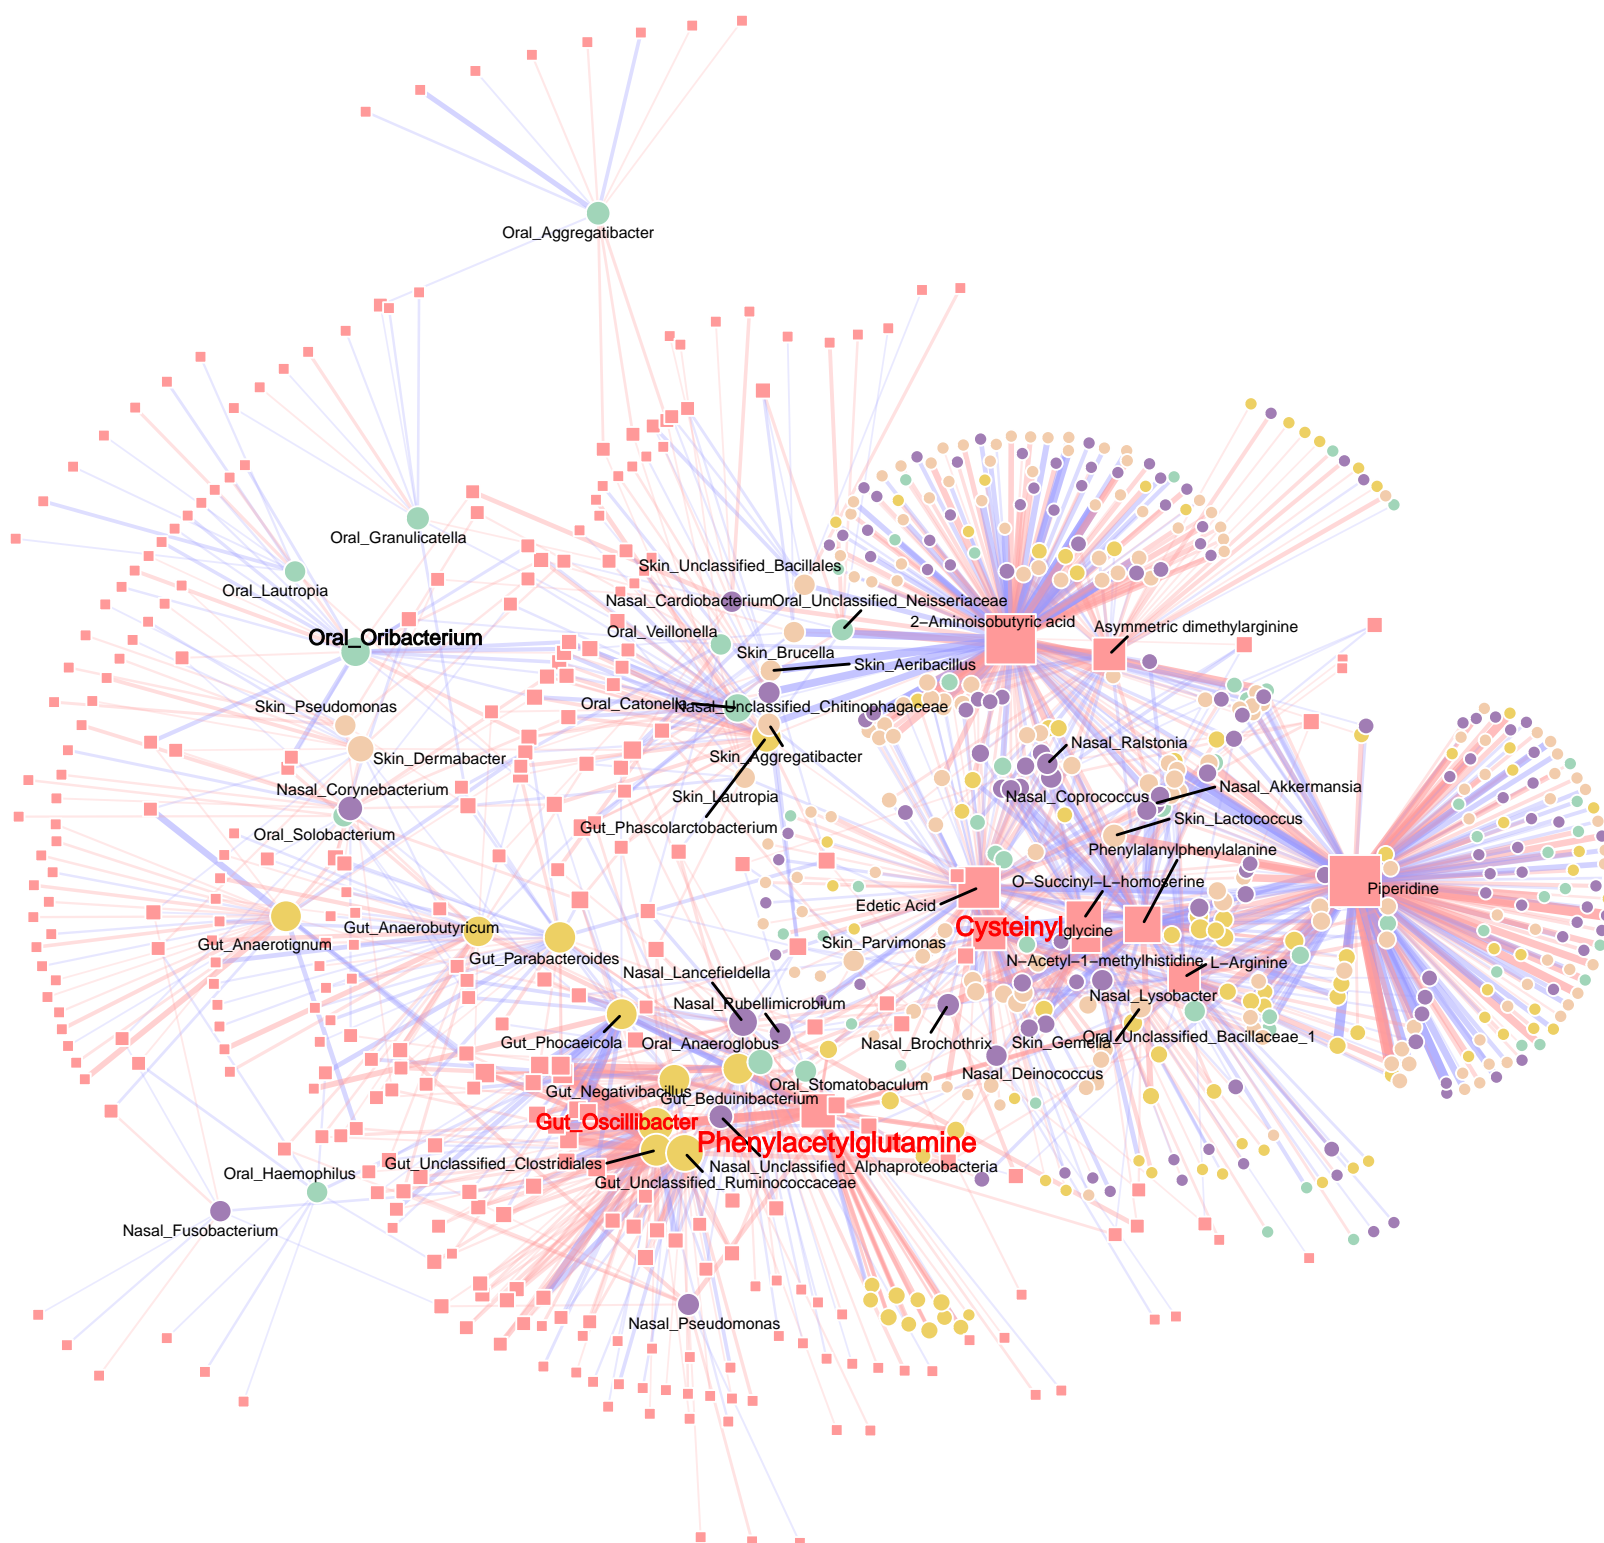 Oral_Aggregatibacter
Oral_Granulicatella
Skin_Unclassified_Bacillales
Oral_Lautropia
Nasal_Cardiobacterium
Oral_Unclassified_Neisseriaceae
2−Aminoisobutyric acid
Asymmetric dimethylarginine
Oral_Oribacterium
Oral_Veillonella
Skin_Brucella
Skin_Aeribacillus
Oral_Catonella
Nasal_Unclassified_Chitinophagaceae
Skin_Pseudomonas
Nasal_Ralstonia
Skin_Dermabacter
Skin_Aggregatibacter
Nasal_Corynebacterium
Skin_Lautropia
Nasal_Coprococcus
Nasal_Akkermansia
Oral_Solobacterium
Gut_Phascolarctobacterium
Skin_Lactococcus
Phenylalanylphenylalanine
O−Succinyl−L−homoserine
Piperidine
Edetic Acid
Gut_Anaerotignum
Gut_Anaerobutyricum
Cysteinylglycine
Gut_Parabacteroides
Skin_Parvimonas
N−Acetyl−1−methylhistidine
L−Arginine
Nasal_Lancefieldella
Nasal_Rubellimicrobium
Nasal_Lysobacter
Gut_Phocaeicola
Oral_Anaeroglobus
Nasal_Brochothrix
Skin_Gemella
Oral_Unclassified_Bacillaceae_1
Nasal_Deinococcus
Gut_Negativibacillus
Oral_Stomatobaculum
Gut_Beduinibacterium
Gut_Oscillibacter
Phenylacetylglutamine
Gut_Unclassified_Clostridiales
Nasal_Unclassified_Alphaproteobacteria
Oral_Haemophilus
Gut_Unclassified_Ruminococcaceae
Nasal_Fusobacterium
Nasal_Pseudomonas